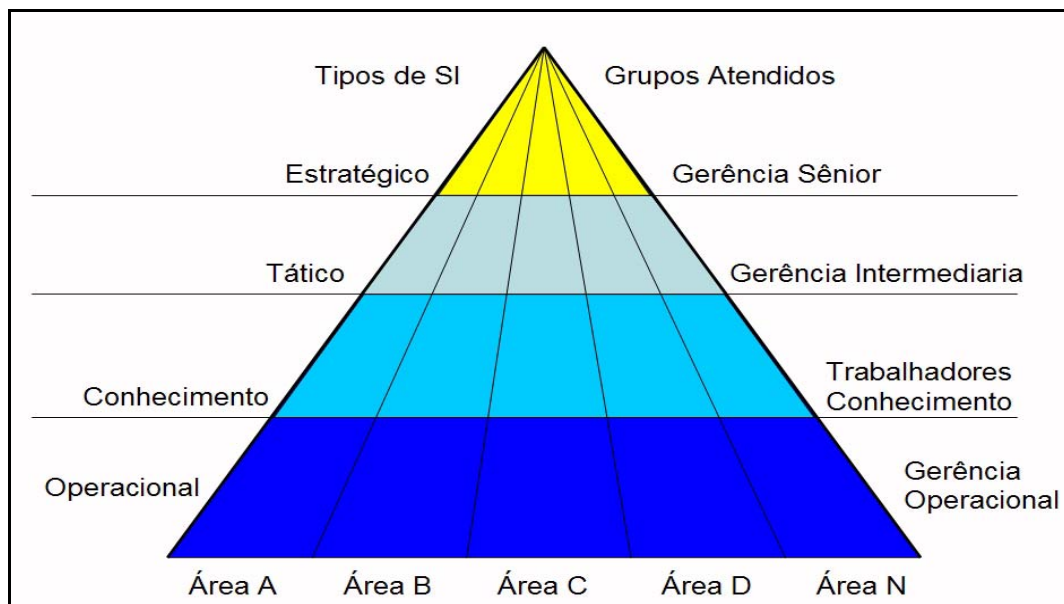 Tipos de SI
Grupos Atendidos
Estratégico
Gerência Sênior
Tático
Gerência Intermediaria
Conhecimento
Trabalhadores
Conhecimento
Operacional
Gerência
Operacional
Área A
Área B
Área C
Área D
Área N